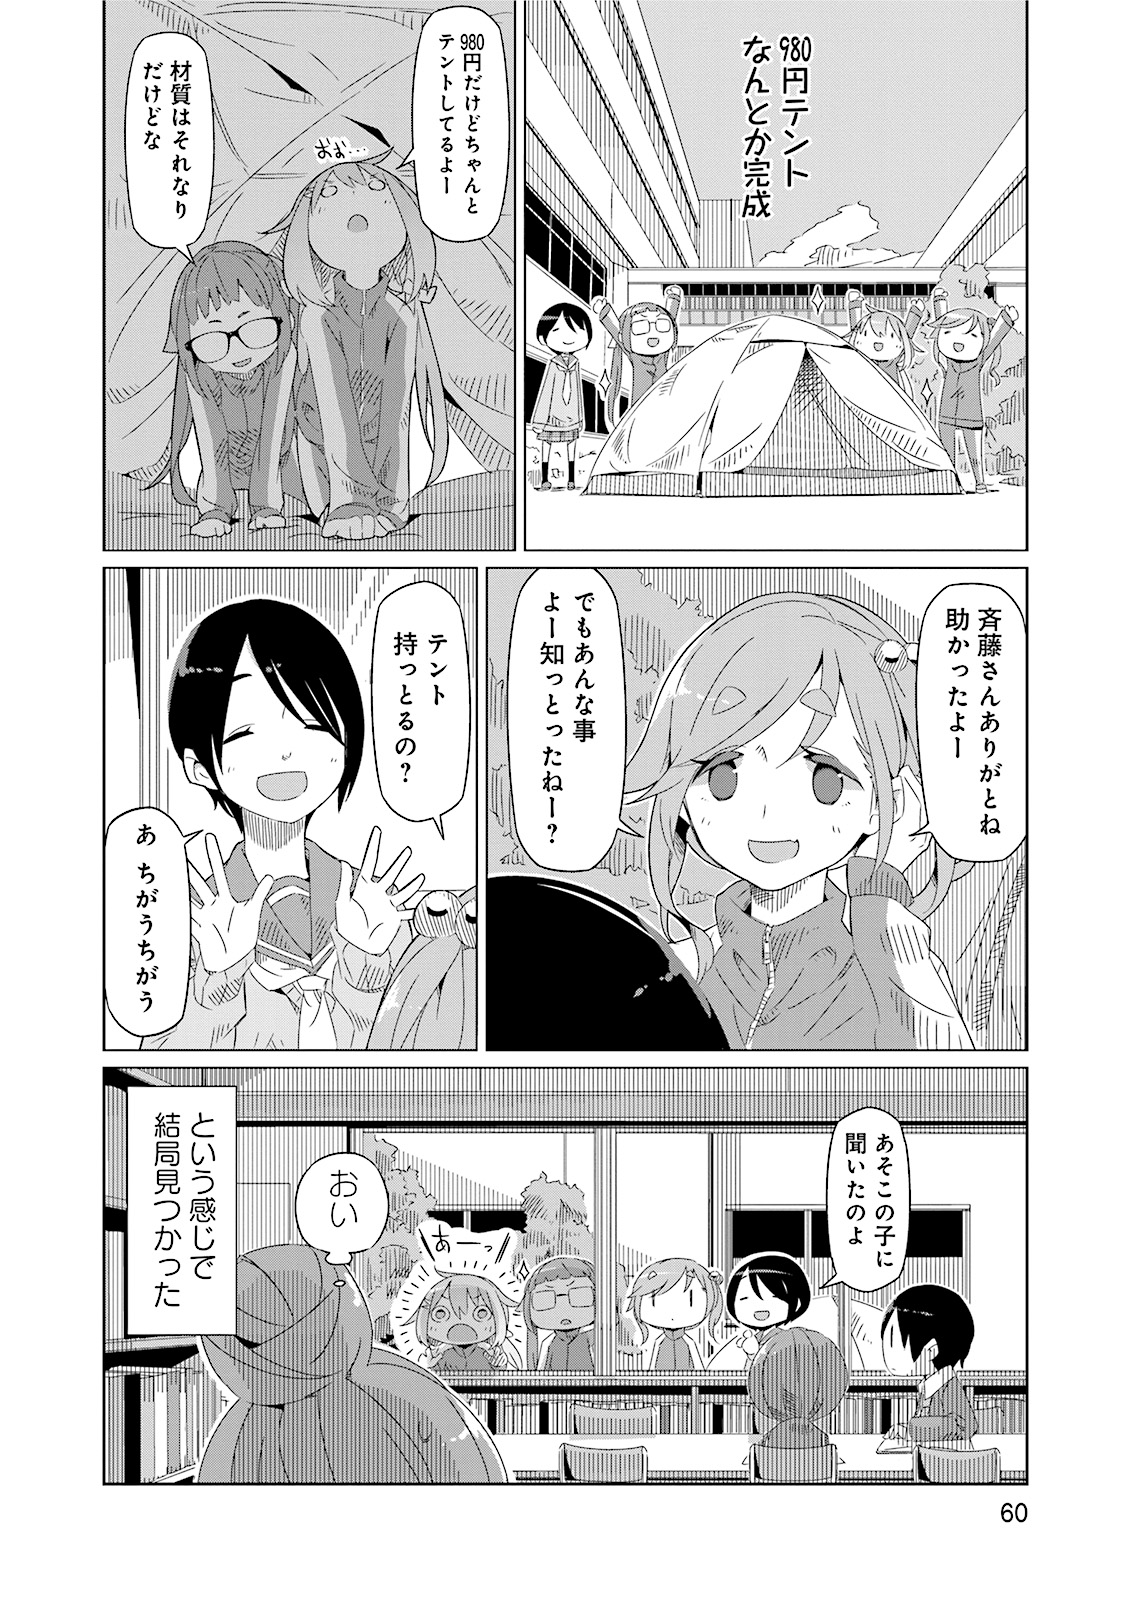 980円テント
なんとか完成
980円だけどちゃんと
テントしてるよー
おお…
材質はそれなり
だけどな
斉藤さんありがとね
助かったよー
でもあんな事
よー知っとったねー?
テント
持っとるの?
あ ちがうちがう
あそこの子に
聞いたのよ
あーっ
おい
という感じで
結局見つかった
60